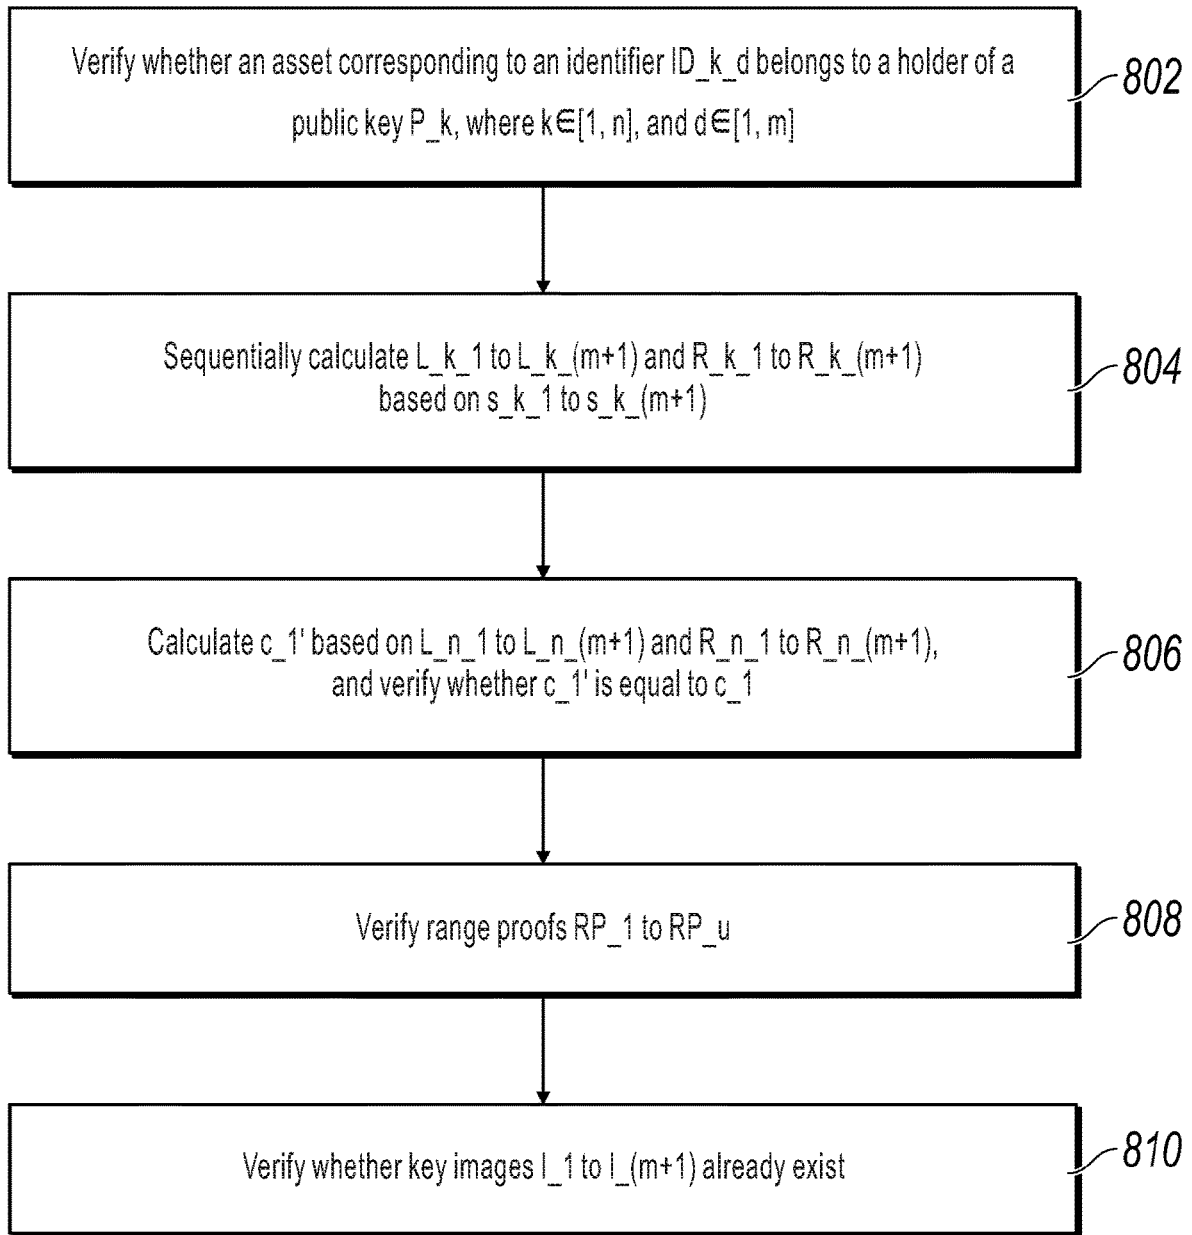 Verify whether an asset corresponding to an identifier ID_k_d belongs to a holder of a
public key P_k, where k∈[1, n], and d∈[1, m]
802
Sequentially calculate L_k_1 to L_k_(m+1) and R_k_1 to R_k_(m+1)
based on s_k_1 to s_k_(m+1)
804
Calculate c_1' based on L_n_1 to L_n_(m+1) and R_n_1 to R_n_(m+1),
and verify whether c_1' is equal to c_1
806
Verify range proofs RP_1 to RP_u
808
Verify whether key images I_1 to I_(m+1) already exist
810